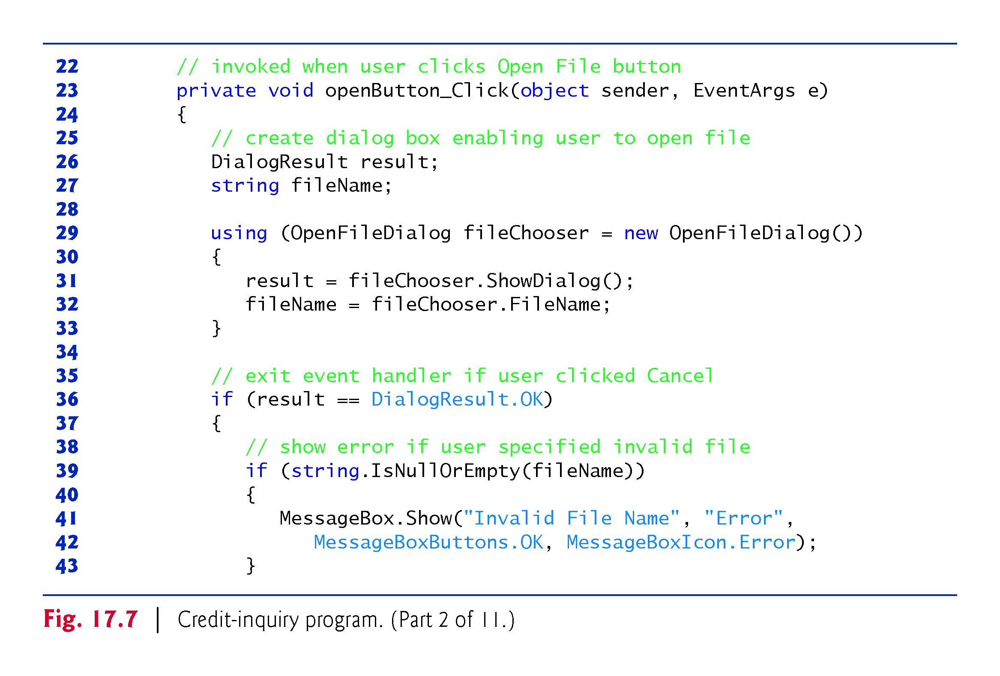 22 // invoked when user clicks Open File button
23 private void openButton_Click(object sender, EventArgs e)
24 {
25 // create dialog box enabling user to open file
26 DialogResult result;
27 string fileName;
28
29 using (OpenFileDialog fileChooser = new OpenFileDialog())
30 {
31 result = fileChooser.ShowDialog();
32 fileName = fileChooser.FileName;
33 }
34
35 // exit event handler if user clicked Cancel
36 if (result == DialogResult.OK)
37 {
38 // show error if user specified invalid file
39 if (string.IsNullOrEmpty(fileName))
40 {
41 MessageBox.Show("Invalid File Name", "Error",
42 MessageBoxButtons.OK, MessageBoxIcon.Error);
43 }
Fig. 17.7 | Credit-inquiry program. (Part 2 of 11.)